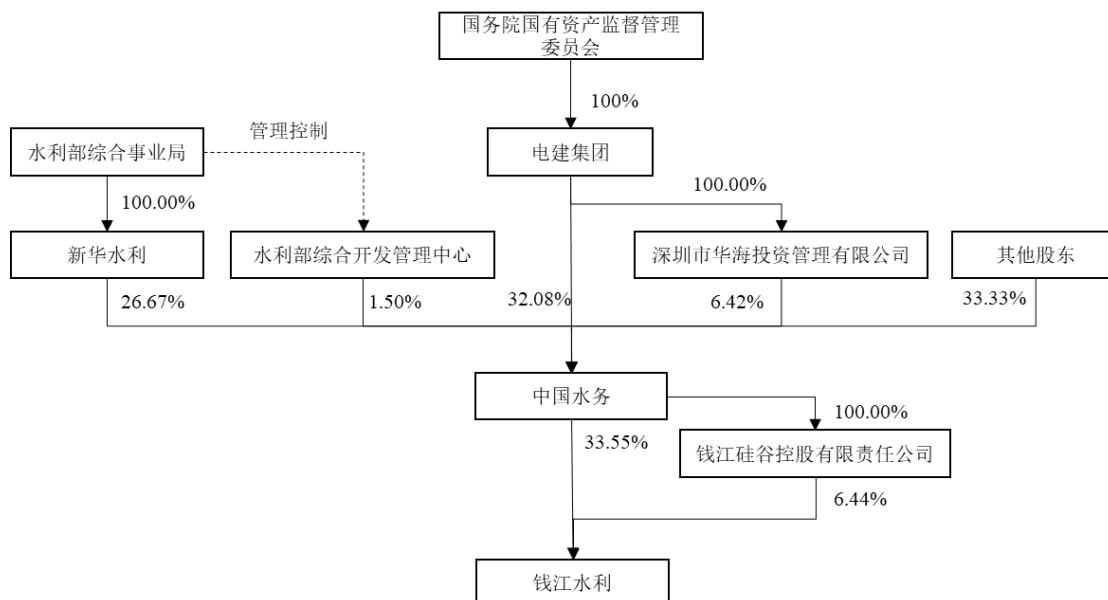 国务院国有资产监督管理
委员会
100%
管理控制
水利部综合事业局
电建集团
100.00%
100.00%
新华水利
水利部综合开发管理中心
深圳市华海投资管理有限公司
其他股东
26.67%
1.50%
32.08%
6.42%
33.33%
中国水务
100.00%
33.55%
钱江硅谷控股有限责任公司
6.44%
钱江水利